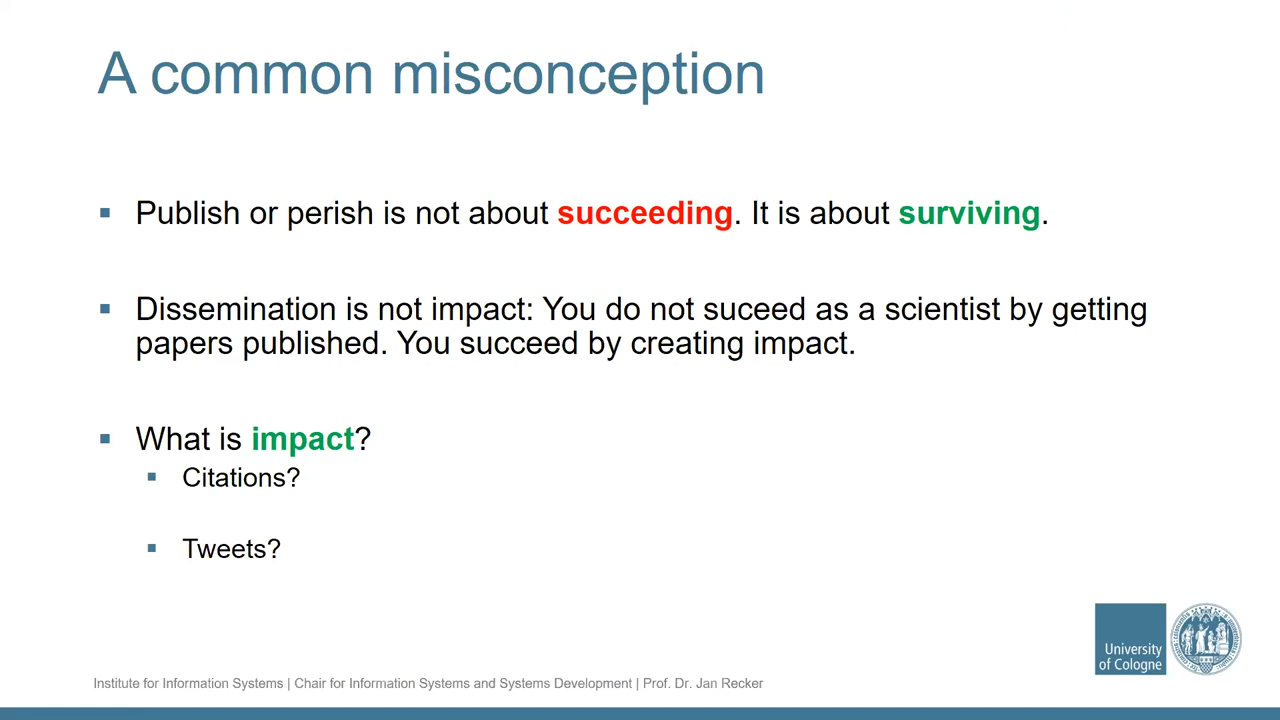 A common misconception
Publish or perish is not about succeeding. It is about surviving.
Dissemination is not impact: You do not suceed as a scientist by getting
papers published. You succeed by creating impact.
What is impact?
Citations?
Tweets?
University
of Cologne
Institute for Information Systems | Chair for Information Systems and Systems Development | Prof. Dr. Jan Recker